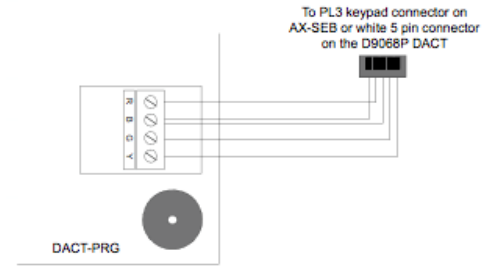 To PL3 keypad connector on
AX-SEB or white 5 pin connector
on the D9068P DACT
R
B
G
Y
DACT-PRG